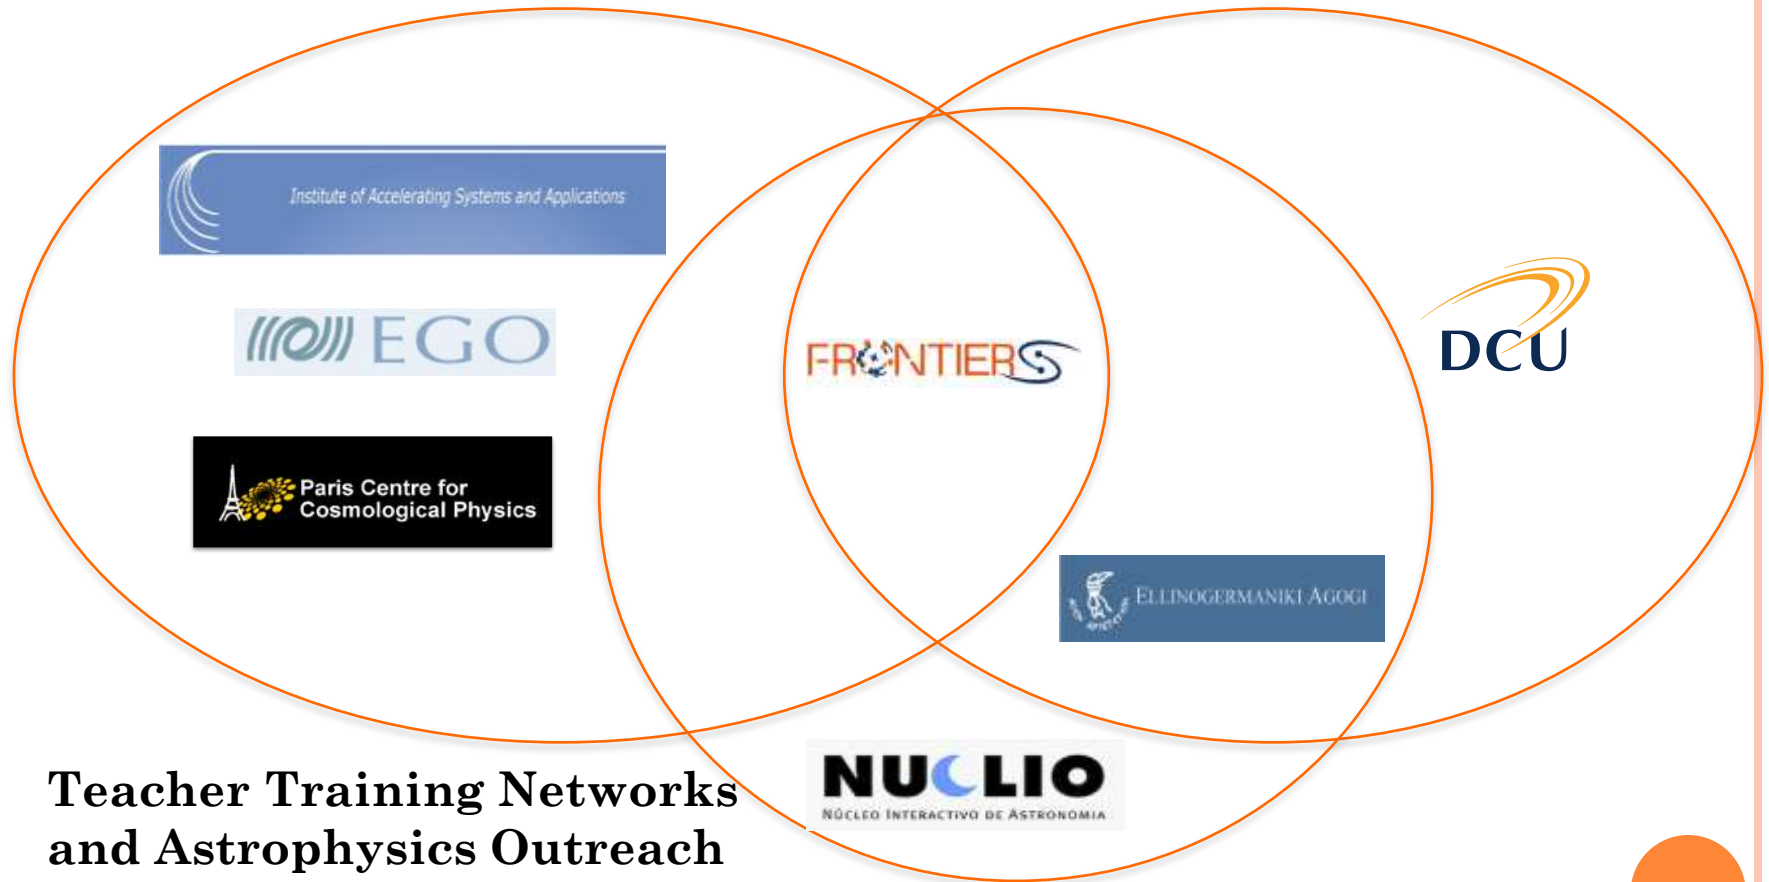 Institute of Accelerating Systems and Applications
EGO
FRONTIERS
DCU
Paris Centre for
Cosmological Physics
ELLINOGERMANIKI AGOGI
NUCLIO
NÚCLEO INTERACTIVO DE ASTRONOMIA
Teacher Training Networks
and Astrophysics Outreach